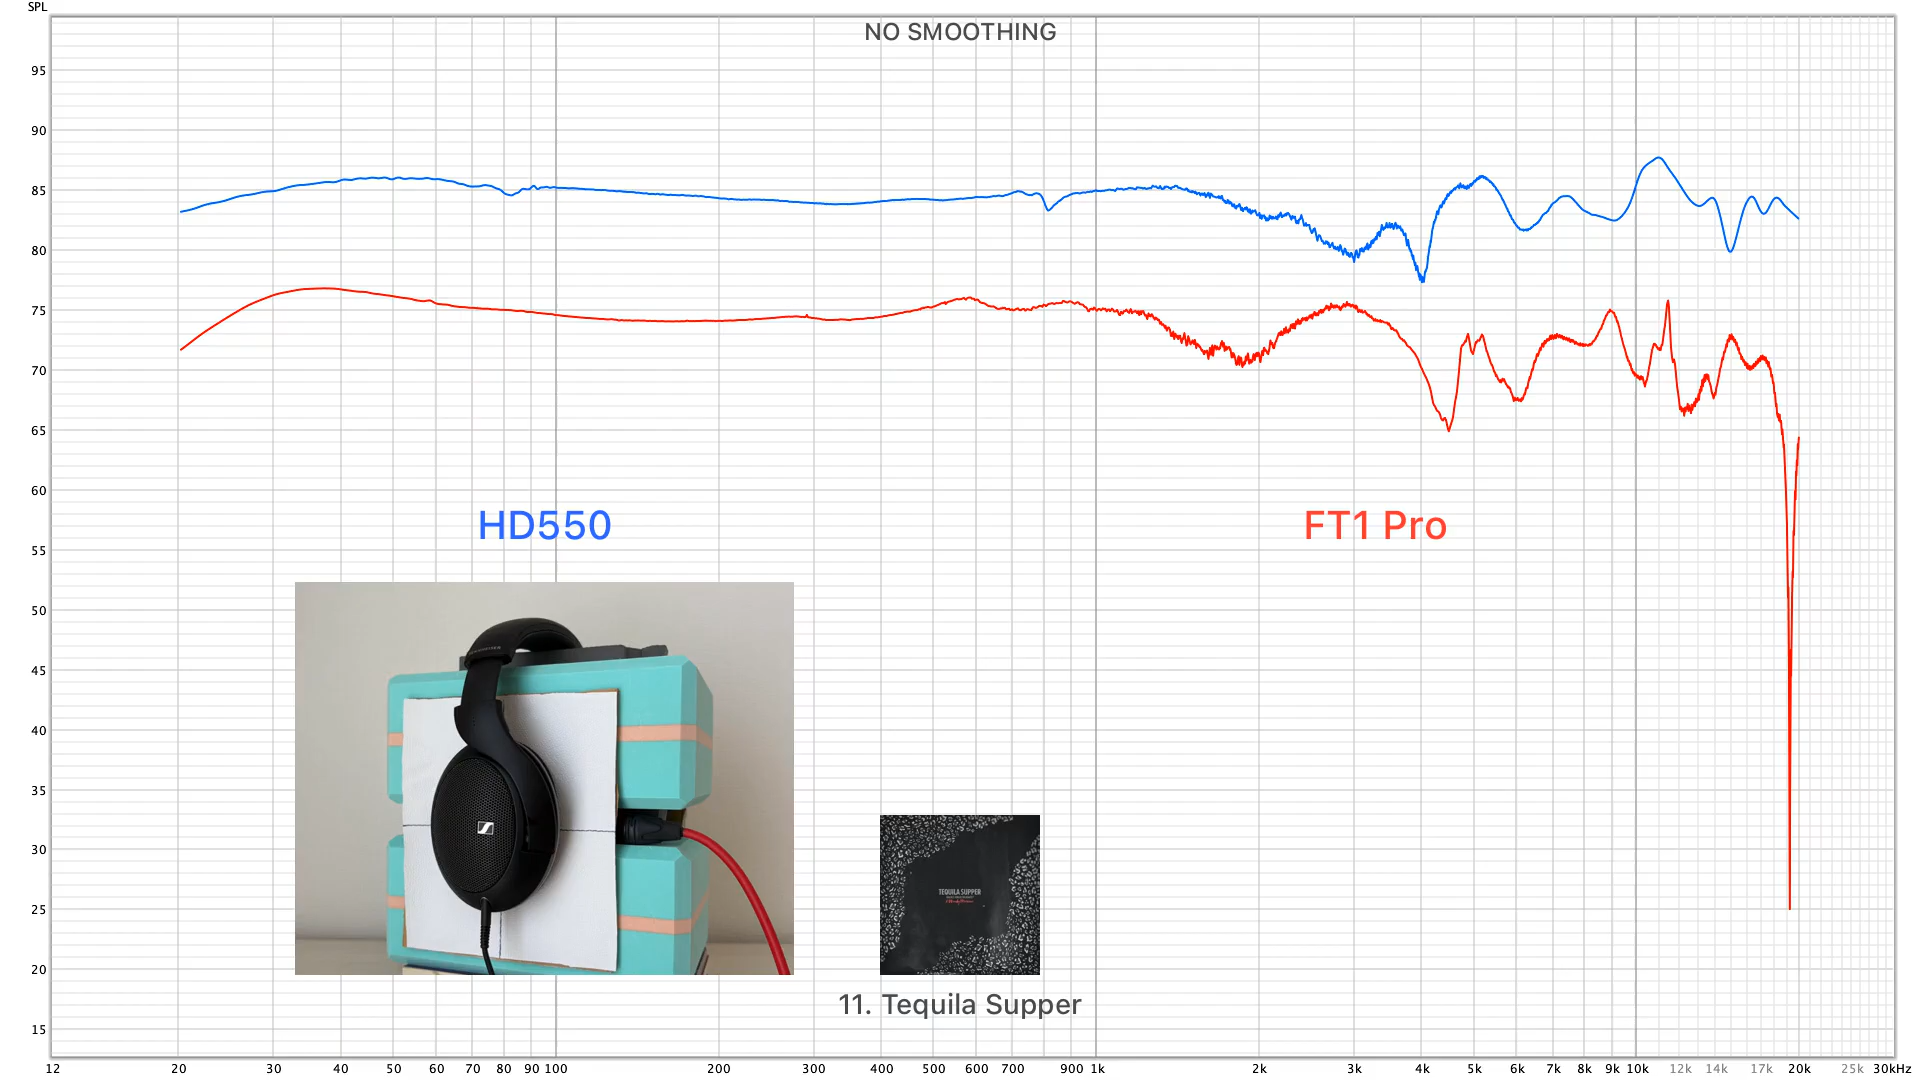 SPL
NO SMOOTHING
95
90
85
80
75
70
65
60
55
50
45
40
35
30
25
20
15
HD550
FT1 Pro
TEQUILA SUPPER
11. Tequila Supper
12 20 30 40 50 60 70 80 90 100 200 300 400 500 600 700 900 1k 2k 3k 4k 5k 6k 7k 8k 9k 10k 12k 14k 17k 20k 25k 30kHz